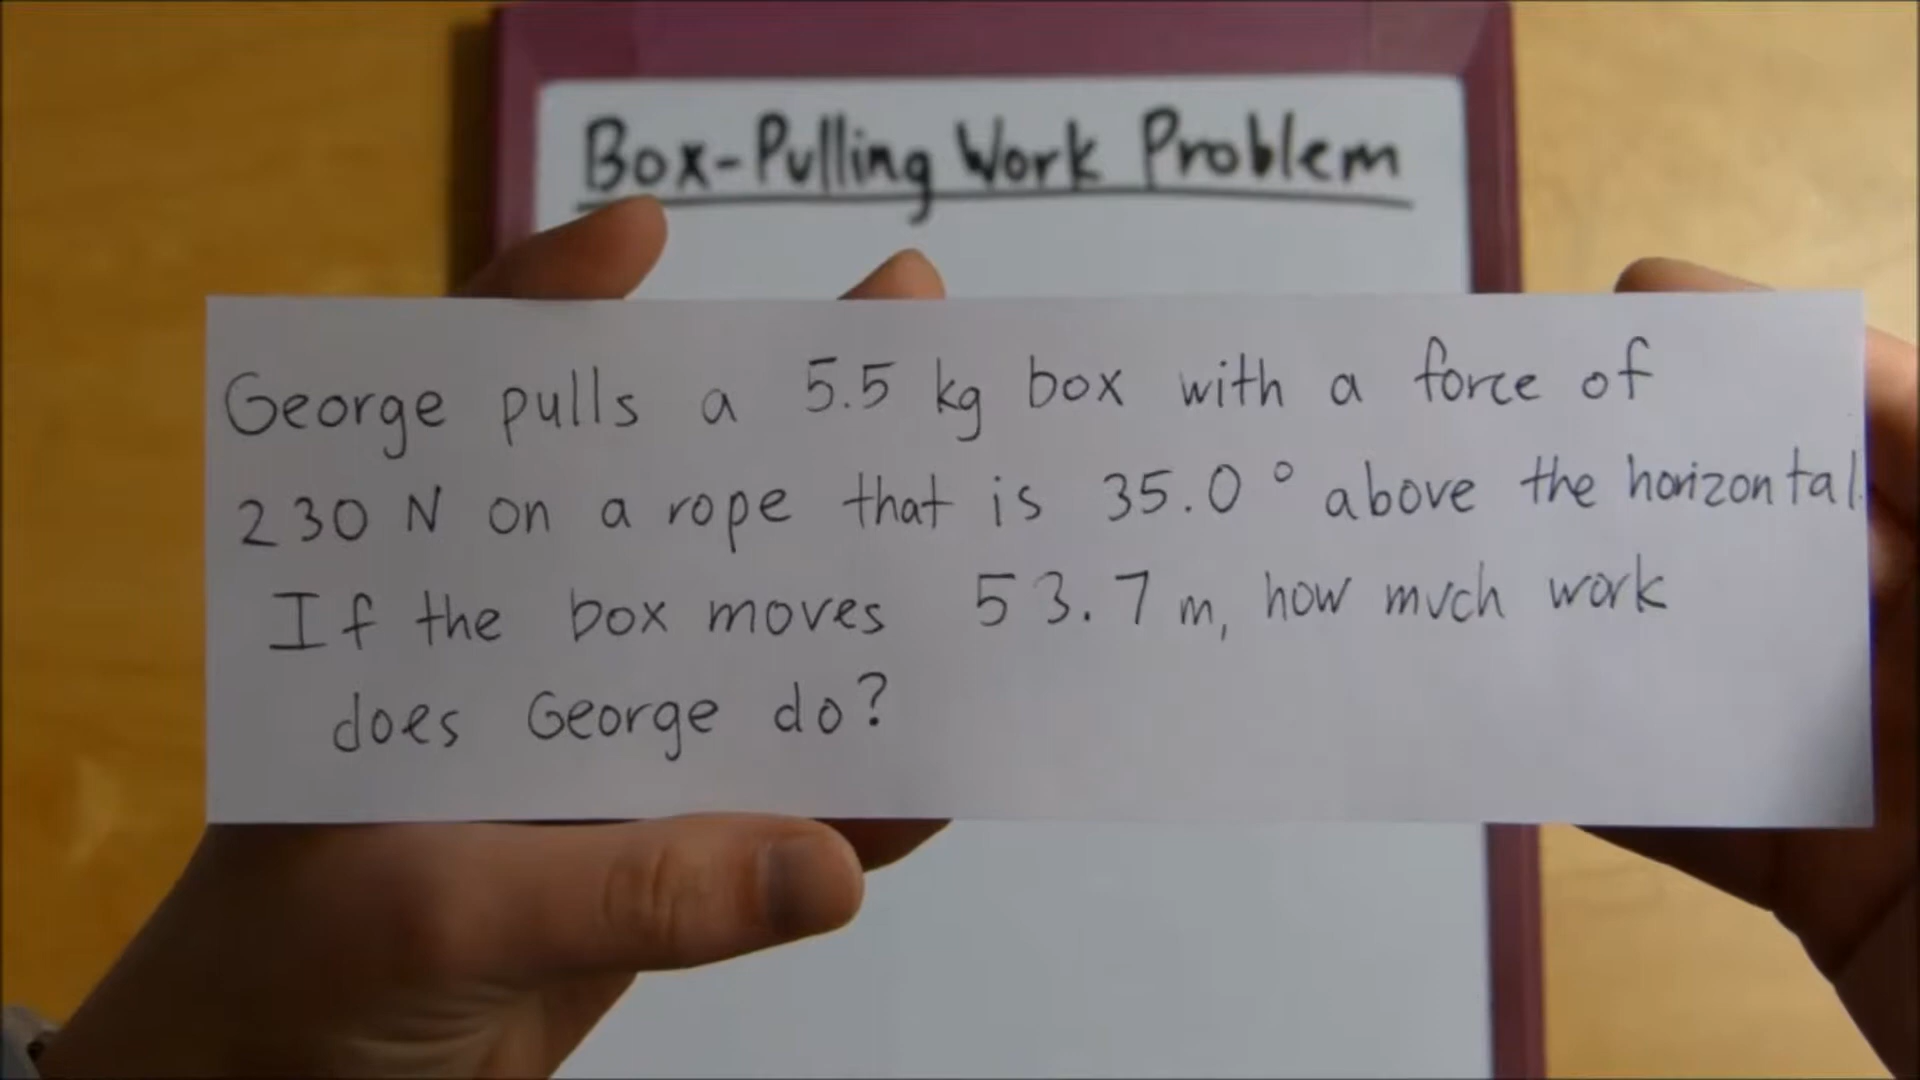 Box-Pulling Work Problem
George pulls a 5.5 kg box with a force of
230 N on a rope that is 35.0° above the horizontal.
If the box moves 53.7 m, how much work
does George do?